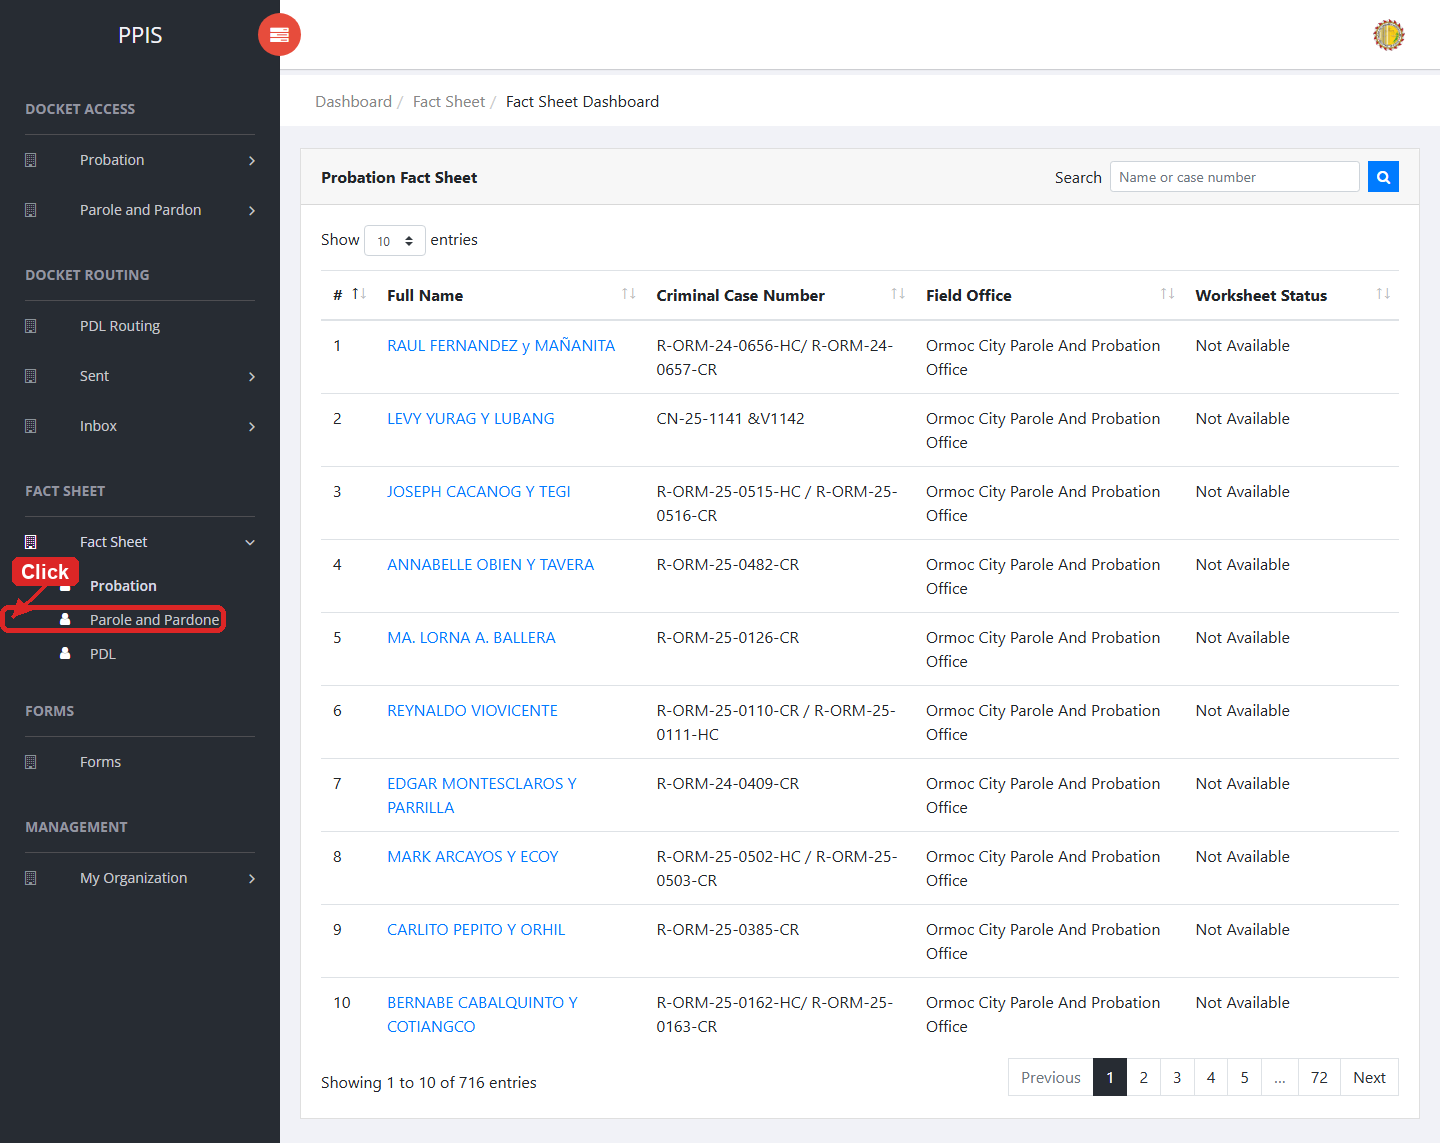 PPIS
DOCKET ACCESS
Probation
Parole and Pardon
DOCKET ROUTING
PDL Routing
Sent
Inbox
FACT SHEET
Fact Sheet
Click
Probation
Parole and Pardone
PDL
FORMS
Forms
MANAGEMENT
My Organization
Dashboard / Fact Sheet / Fact Sheet Dashboard
Probation Fact Sheet
Search Name or case number
Show 10 entries
# Full Name Criminal Case Number Field Office Worksheet Status
1 RAUL FERNANDEZ y MAÑANITA R-ORM-24-0656-HC/ R-ORM-24- Ormoc City Parole And Probation Not Available
0657-CR Office
2 LEVY YURAG Y LUBANG CN-25-1141 &V1142 Ormoc City Parole And Probation Not Available
Office
3 JOSEPH CACANOG Y TEGI R-ORM-25-0515-HC / R-ORM-25- Ormoc City Parole And Probation Not Available
0516-CR Office
4 ANNABELLE OBIEN Y TAVERA R-ORM-25-0482-CR Ormoc City Parole And Probation Not Available
Office
5 MA. LORNA A. BALLERA R-ORM-25-0126-CR Ormoc City Parole And Probation Not Available
Office
6 REYNALDO VIOVICENTE R-ORM-25-0110-CR / R-ORM-25- Ormoc City Parole And Probation Not Available
0111-HC Office
7 EDGAR MONTESCLAROS Y R-ORM-24-0409-CR Ormoc City Parole And Probation Not Available
PARRILLA Office
8 MARK ARCAYOS Y ECOY R-ORM-25-0502-HC / R-ORM-25- Ormoc City Parole And Probation Not Available
0503-CR Office
9 CARLITO PEPITO Y ORHIL R-ORM-25-0385-CR Ormoc City Parole And Probation Not Available
Office
10 BERNABE CABALQUINTO Y R-ORM-25-0162-HC/ R-ORM-25- Ormoc City Parole And Probation Not Available
COTIANGCO 0163-CR Office
Showing 1 to 10 of 716 entries
Previous 1 2 3 4 5 ... 72 Next